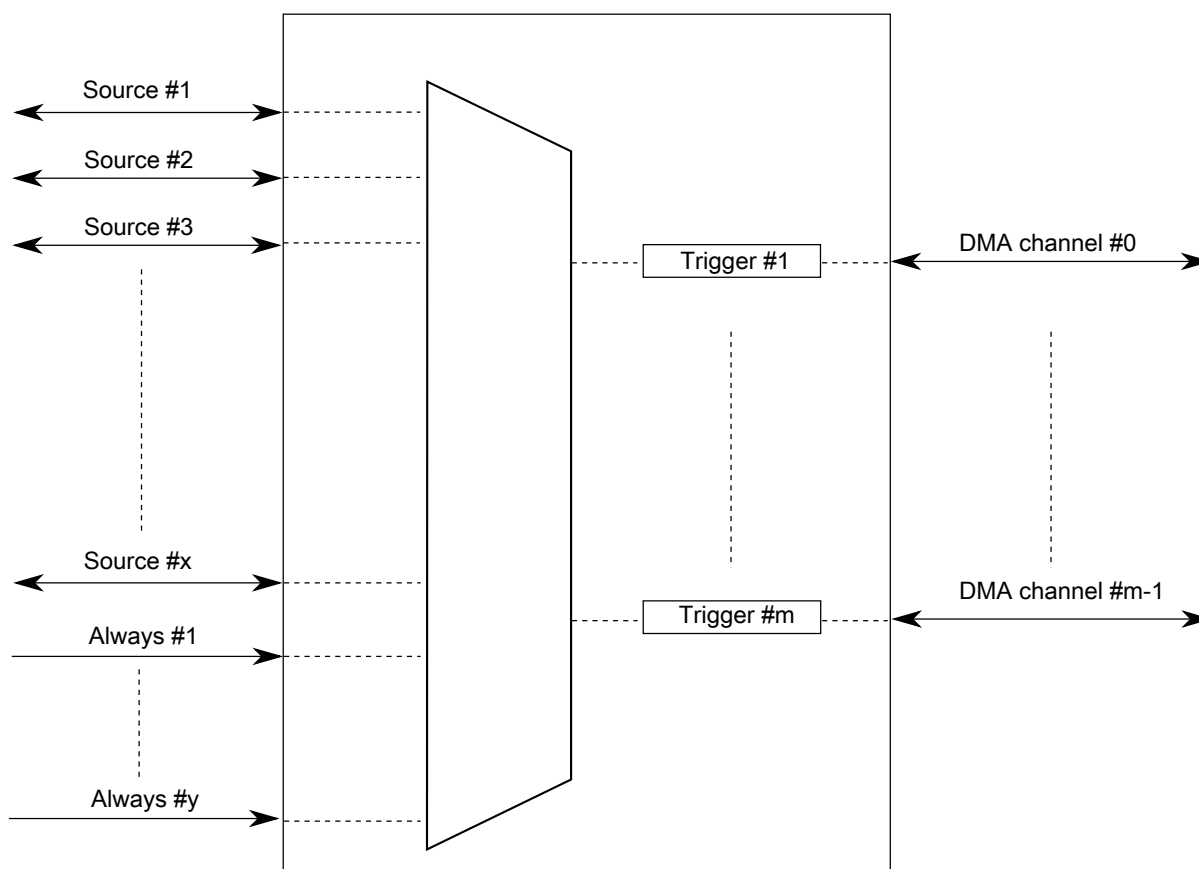 Source #1
Source #2
Source #3
Trigger #1
DMA channel #0
Source #x
Always #1
Trigger #m
DMA channel #m-1
Always #y